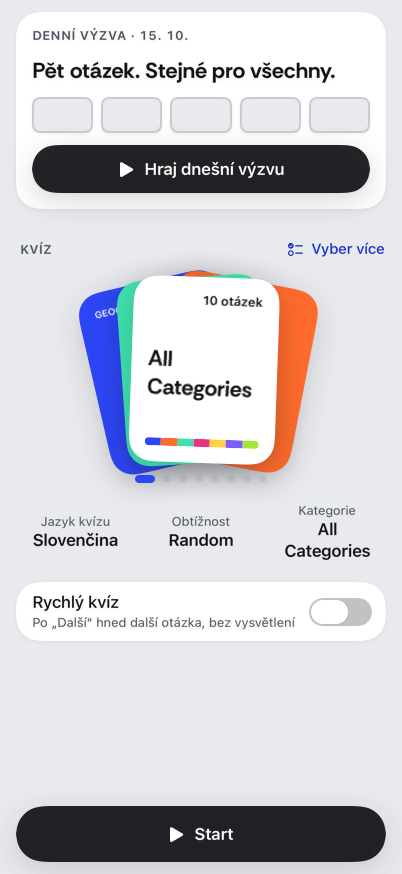 DENNÍ VÝZVA · 15. 10.
Pět otázek. Stejné pro všechny.
Hraj dnešní výzvu
KVÍZ
Vyber více
10 otázek
All
Categories
Jazyk kvízu
Slovenčina
Obtížnost
Random
Kategorie
All
Categories
Rychlý kvíz
Po „Další“ hned další otázka, bez vysvětlení
Start